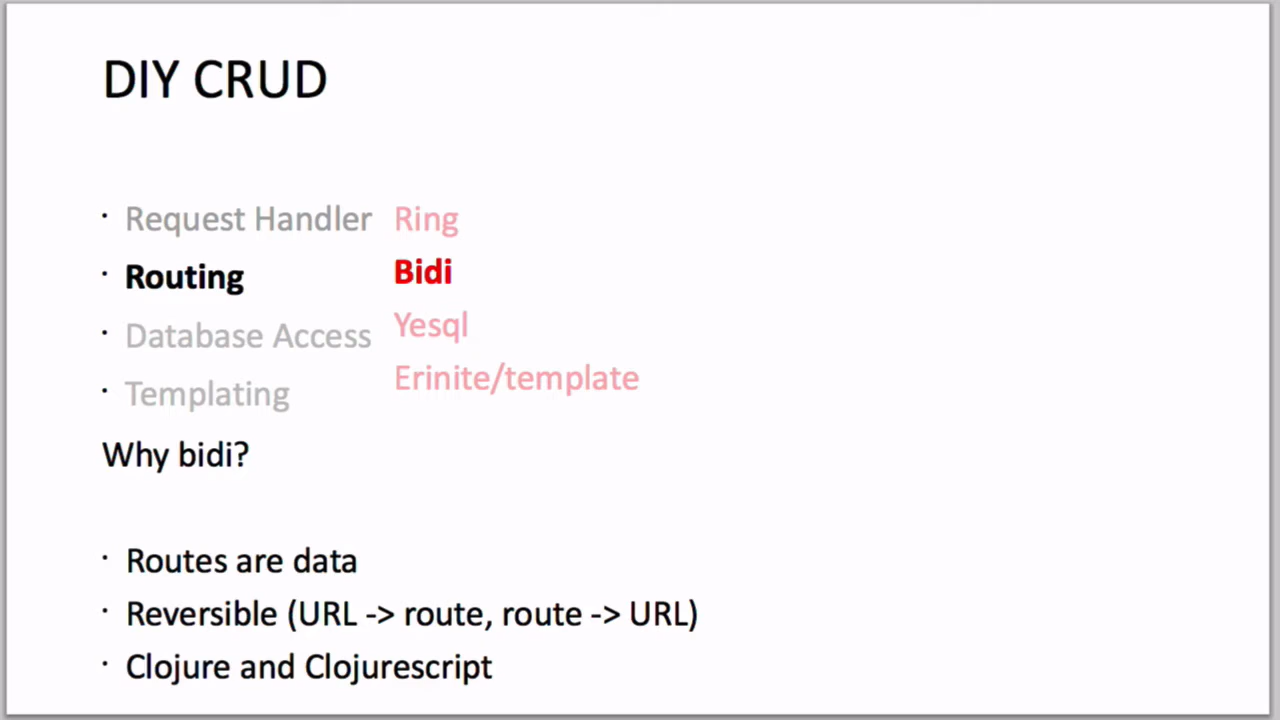 DIY CRUD
· Request Handler Ring
· Routing Bidi
· Database Access Yesql
· Templating Erinite/template
Why bidi?
· Routes are data
· Reversible (URL -> route, route -> URL)
· Clojure and Clojurescript